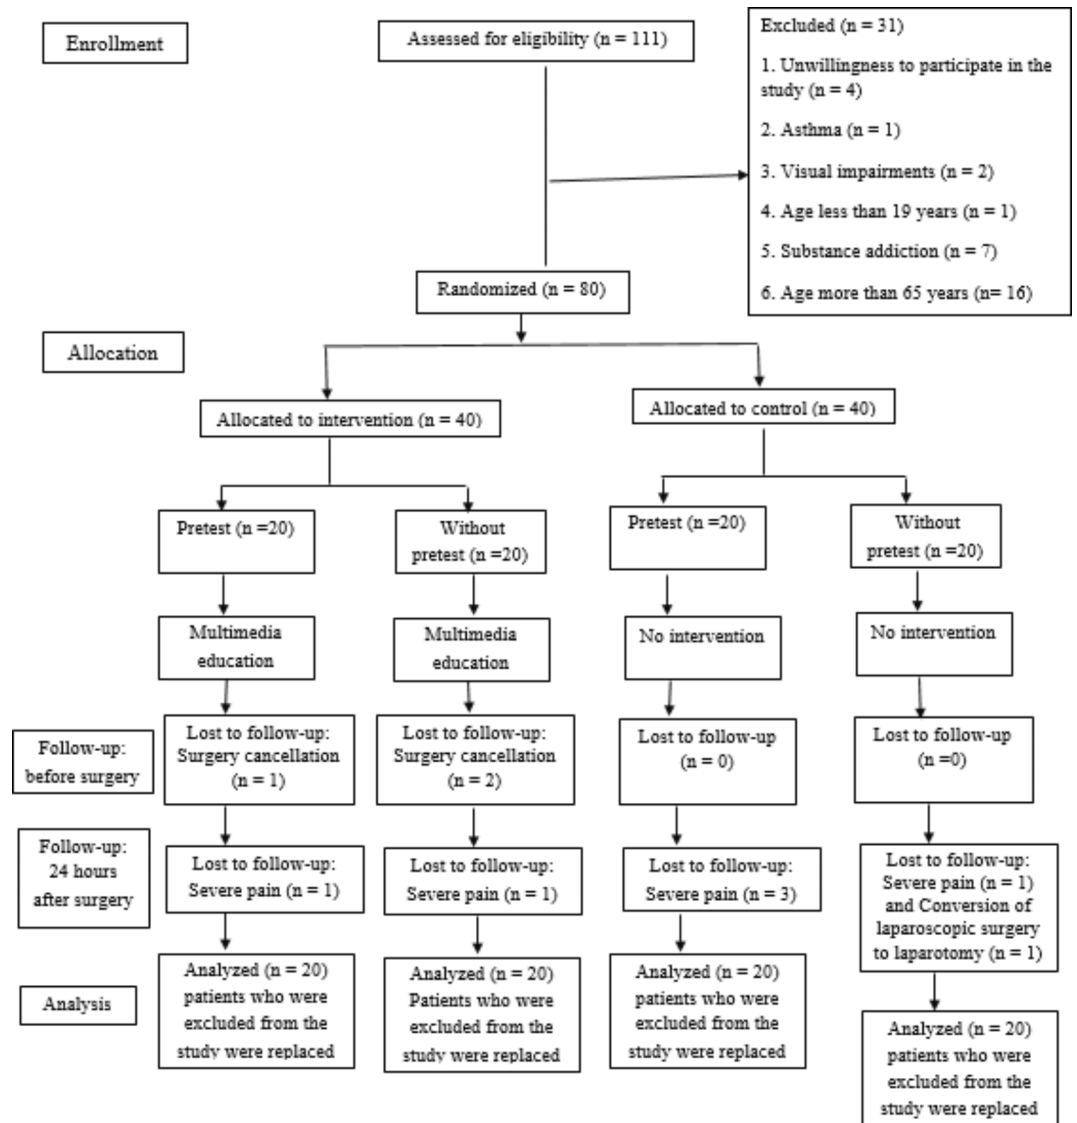 Enrollment
Assessed for eligibility (n = 111)
Excluded (n = 31)
1. Unwillingness to participate in the
study (n = 4)
2. Asthma (n = 1)
3. Visual impairments (n = 2)
4. Age less than 19 years (n = 1)
5. Substance addiction (n = 7)
6. Age more than 65 years (n= 16)
Randomized (n = 80)
Allocation
Allocated to intervention (n = 40)
Allocated to control (n = 40)
Pretest (n =20)
Without
pretest (n =20)
Pretest (n =20)
Without
pretest (n =20)
Multimedia
education
Multimedia
education
No intervention
No intervention
Follow-up:
before surgery
Lost to follow-up:
Surgery cancellation
(n = 1)
Lost to follow-up:
Surgery cancellation
(n = 2)
Lost to follow-up
(n = 0)
Lost to follow-up
(n =0)
Follow-up:
24 hours
after surgery
Lost to follow-up:
Severe pain (n = 1)
Lost to follow-up:
Severe pain (n = 1)
Lost to follow-up:
Severe pain (n = 3)
Lost to follow-up:
Severe pain (n = 1)
and Conversion of
laparoscopic surgery
to laparotomy (n = 1)
Analysis
Analyzed (n = 20)
patients who were
excluded from the
study were replaced
Analyzed (n = 20)
Patients who were
excluded from the
study were replaced
Analyzed (n = 20)
patients who were
excluded from the
study were replaced
Analyzed (n = 20)
patients who were
excluded from the
study were replaced